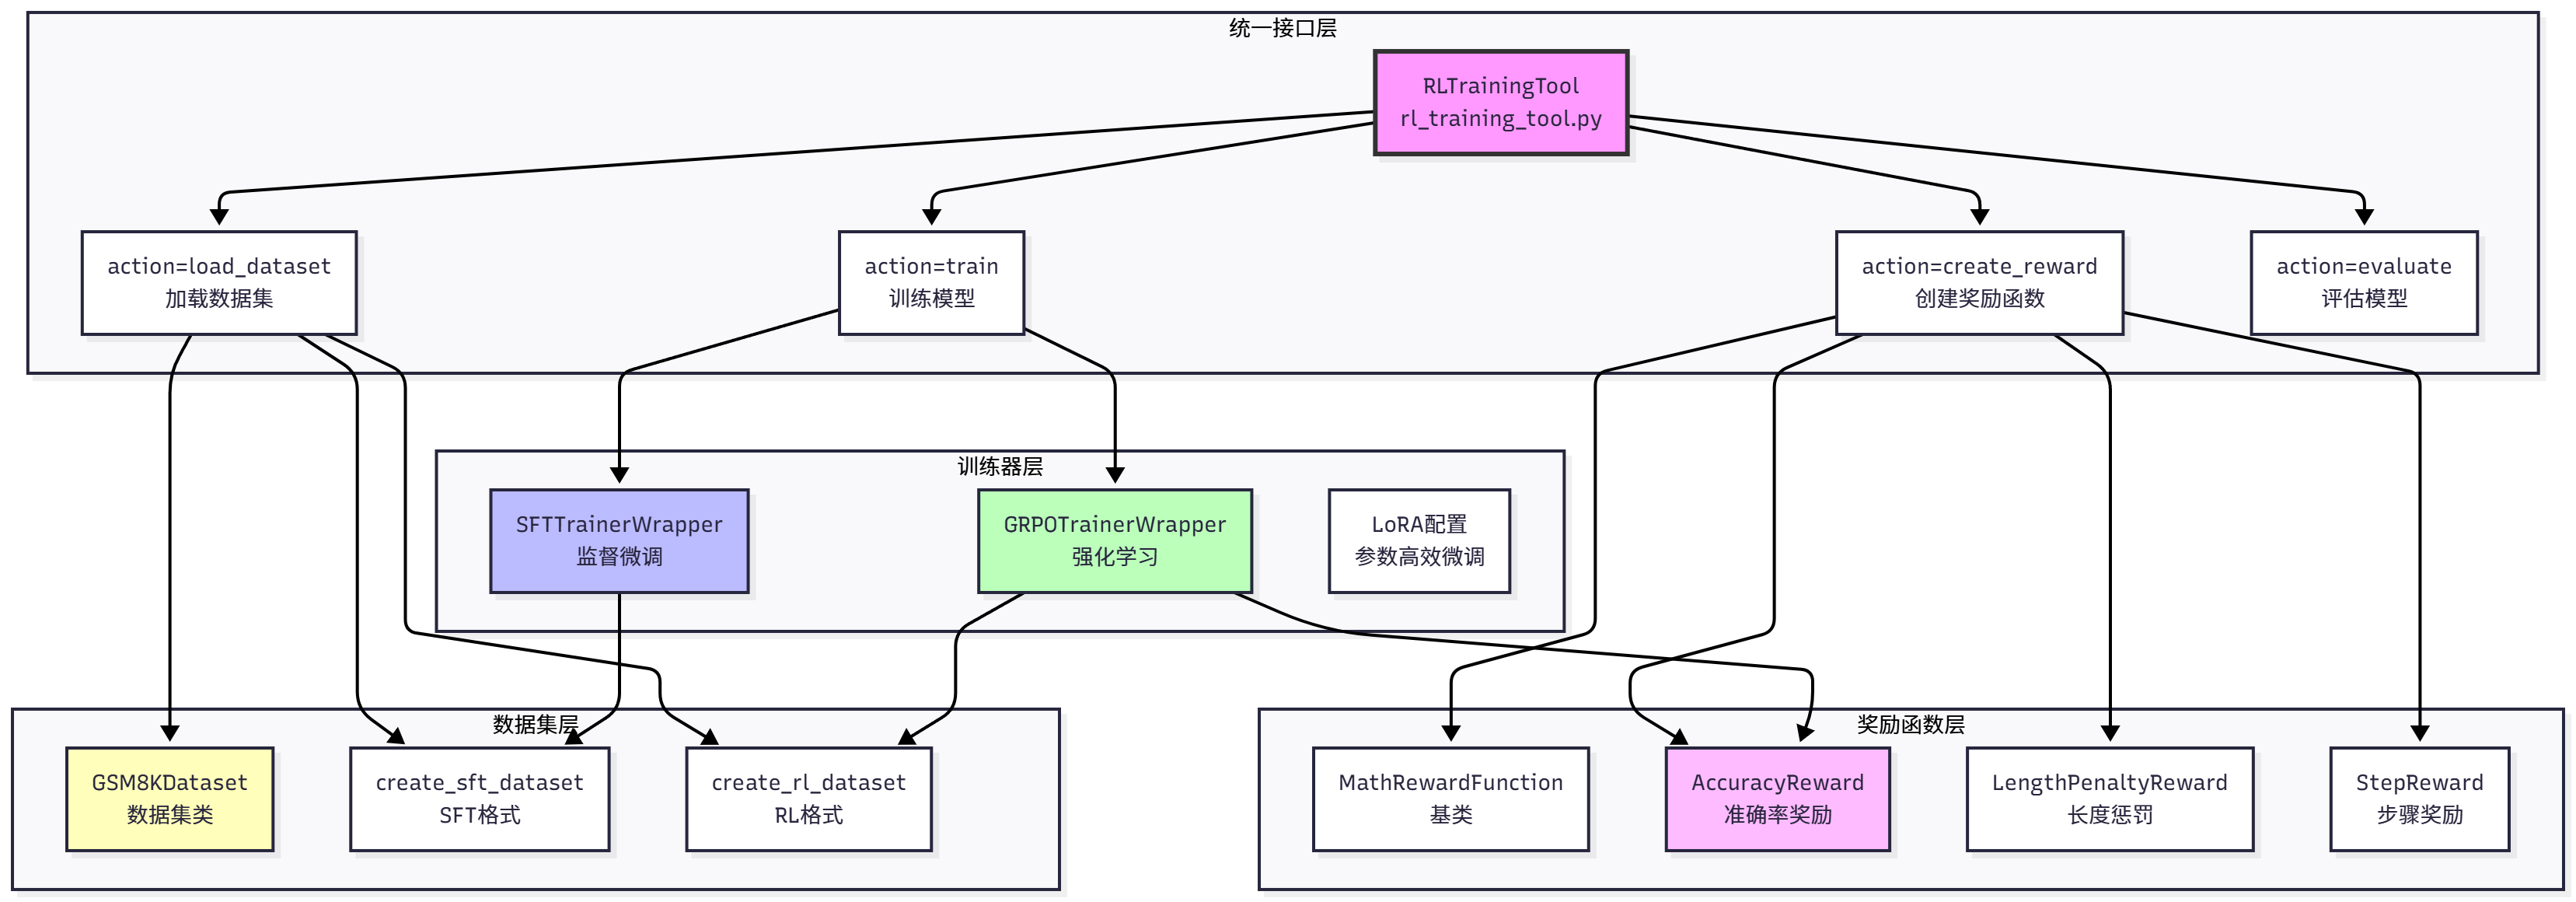 统一接口层
RLTrainingTool
rl_training_tool.py
action=load_dataset
加载数据集
action=train
训练模型
action=create_reward
创建奖励函数
action=evaluate
评估模型
训练器层
SFTTrainerWrapper
监督微调
GRPOTrainerWrapper
强化学习
LoRA配置
参数高效微调
数据集层
GSM8KDataset
数据集类
create_sft_dataset
SFT格式
create_rl_dataset
RL格式
奖励函数层
MathRewardFunction
基类
AccuracyReward
准确率奖励
LengthPenaltyReward
长度惩罚
StepReward
步骤奖励